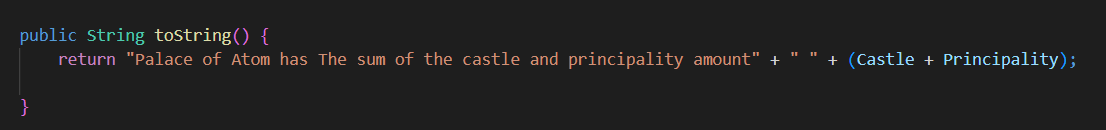 public String toString() {
    return "Palace of Atom has The sum of the castle and principality amount" + " " + (Castle + Principality);
}